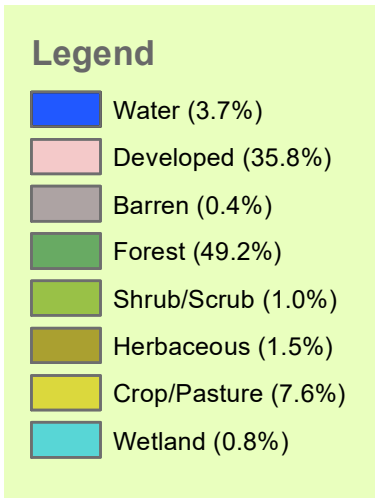 Legend
Water (3.7%)
Developed (35.8%)
Barren (0.4%)
Forest (49.2%)
Shrub/Scrub (1.0%)
Herbaceous (1.5%)
Crop/Pasture (7.6%)
Wetland (0.8%)